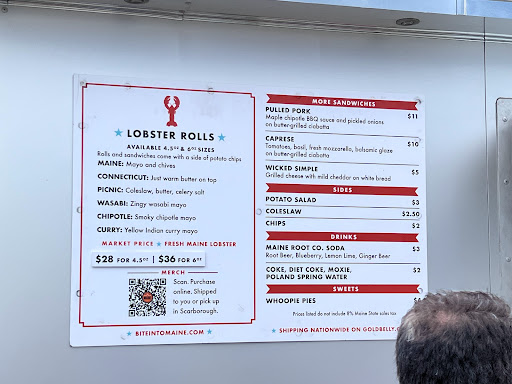 LOBSTER ROLLS
AVAILABLE 4.5oz & 6oz SIZES
Rolls and sandwiches come with a side of potato chips
MAINE: Mayo and chives
CONNECTICUT: Just warm butter on top
PICNIC: Coleslaw, butter, celery salt
WASABI: Zingy wasabi mayo
CHIPOTLE: Smoky chipotle mayo
CURRY: Yellow Indian curry mayo
MARKET PRICE ★ FRESH MAINE LOBSTER
$28 FOR 4.5oz | $36 FOR 6oz
MERCH
Scan. Purchase
online. Shipped
to you or pick up
in Scarborough.
★ BITEINTOMAINE.COM ★
MORE SANDWICHES
PULLED PORK $11
Maple chipotle BBQ sauce and pickled onions
on butter-grilled ciabatta
CAPRESE $10
Tomatoes, basil, fresh mozzarella, balsamic glaze
on butter-grilled ciabatta
WICKED SIMPLE $5
Grilled cheese with mild cheddar on white bread
SIDES
POTATO SALAD $3
COLESLAW $2.50
CHIPS $2
DRINKS
MAINE ROOT CO. SODA $3
Root Beer, Blueberry, Lemon Lime, Ginger Beer
COKE, DIET COKE, MOXIE, $2
POLAND SPRING WATER
SWEETS
WHOOPIE PIES
Prices listed do not include 8% Maine State sales tax
★ SHIPPING NATIONWIDE ON GOLDBELLY.